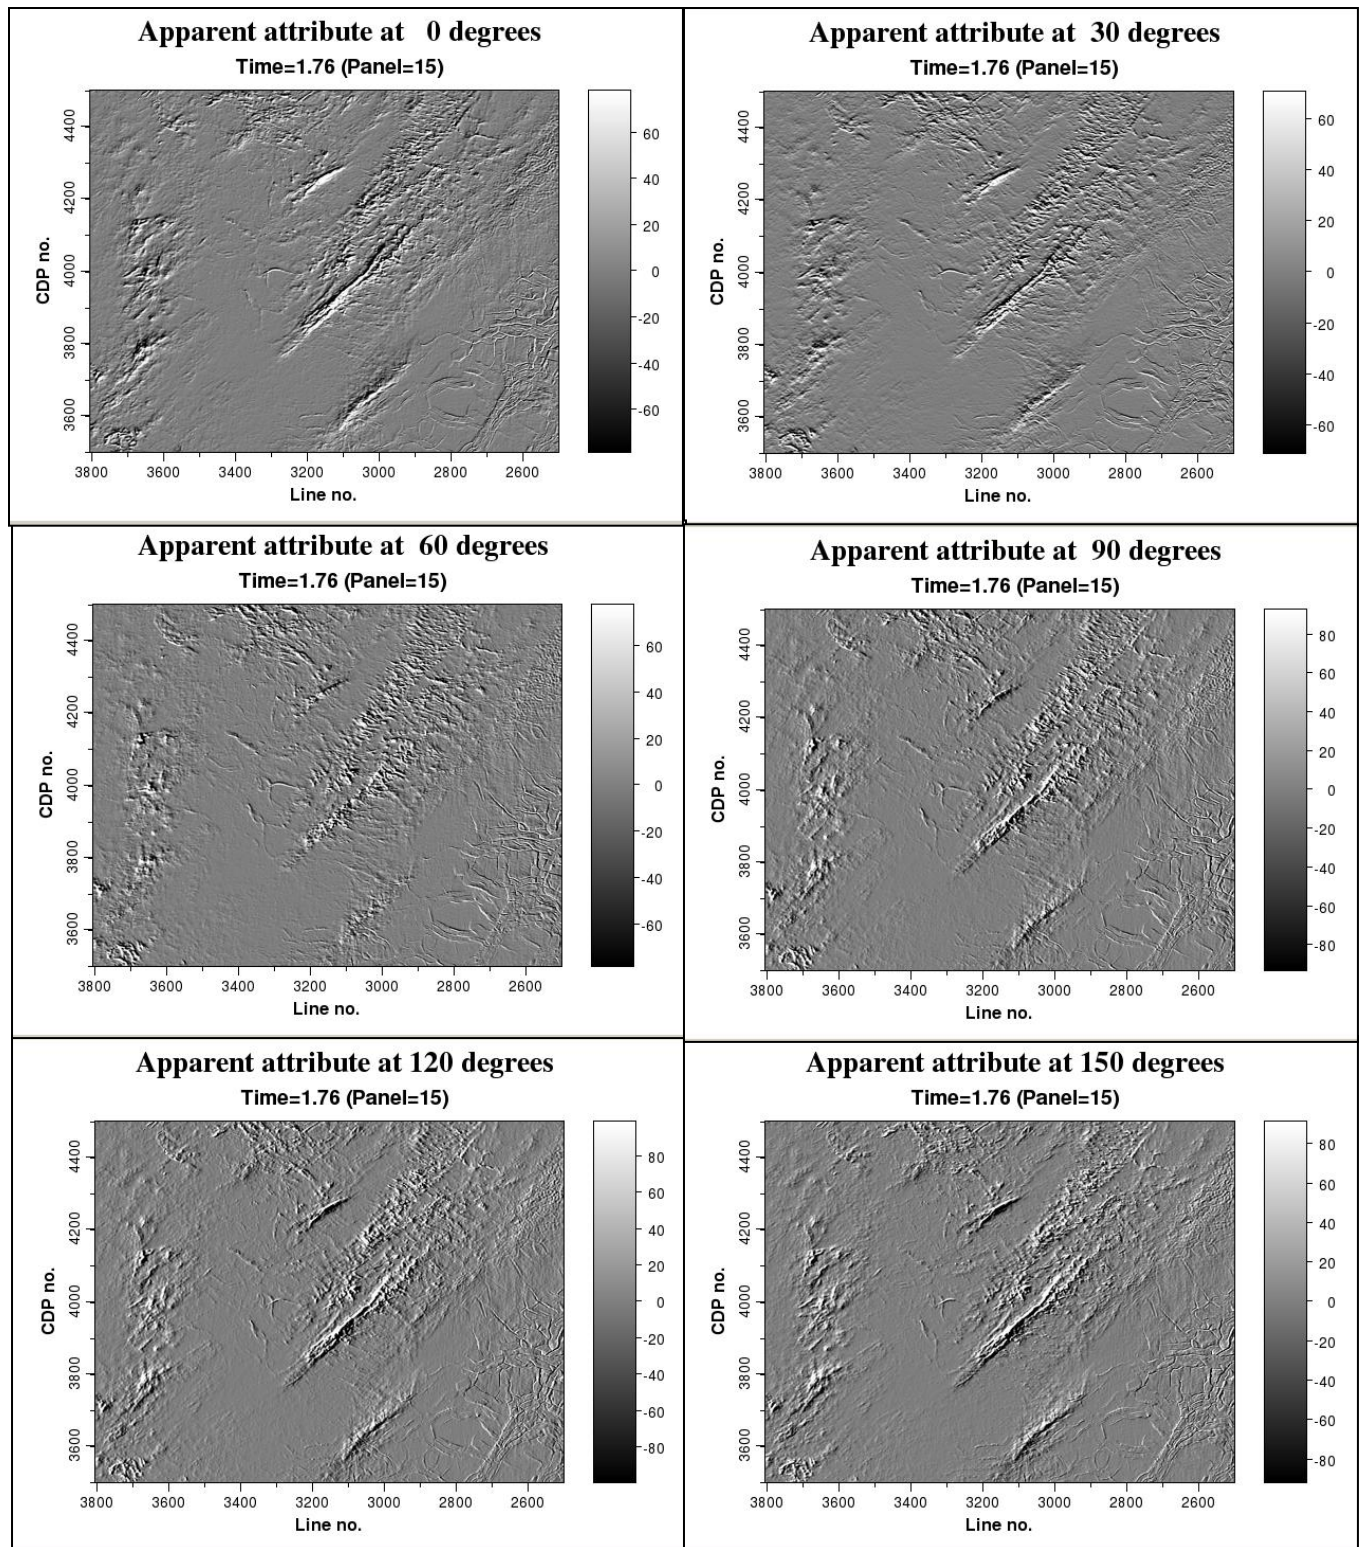 Apparent attribute at 0 degrees
Time=1.76 (Panel=15)
CDP no.
4400
4200
4000
3800
3600
60
40
20
0
-20
-40
-60
3800 3600 3400 3200 3000 2800 2600
Line no.
Apparent attribute at 30 degrees
Time=1.76 (Panel=15)
CDP no.
4400
4200
4000
3800
3600
60
40
20
0
-20
-40
-60
3800 3600 3400 3200 3000 2800 2600
Line no.
Apparent attribute at 60 degrees
Time=1.76 (Panel=15)
CDP no.
4400
4200
4000
3800
3600
60
40
20
0
-20
-40
-60
3800 3600 3400 3200 3000 2800 2600
Line no.
Apparent attribute at 90 degrees
Time=1.76 (Panel=15)
CDP no.
4400
4200
4000
3800
3600
80
60
40
20
0
-20
-40
-60
-80
3800 3600 3400 3200 3000 2800 2600
Line no.
Apparent attribute at 120 degrees
Time=1.76 (Panel=15)
CDP no.
4400
4200
4000
3800
3600
80
60
40
20
0
-20
-40
-60
-80
3800 3600 3400 3200 3000 2800 2600
Line no.
Apparent attribute at 150 degrees
Time=1.76 (Panel=15)
CDP no.
4400
4200
4000
3800
3600
80
60
40
20
0
-20
-40
-60
-80
3800 3600 3400 3200 3000 2800 2600
Line no.